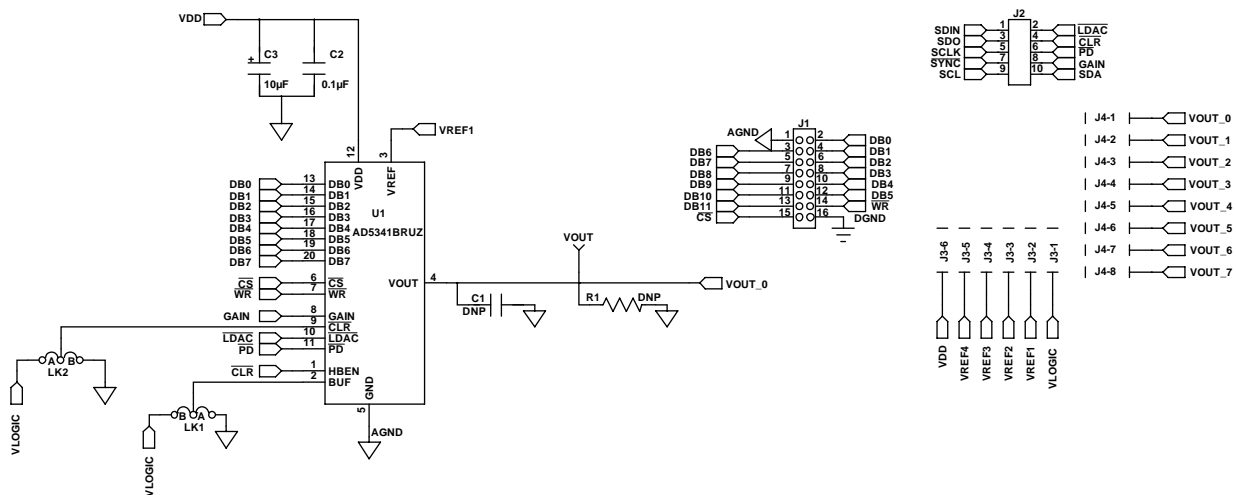 VDD
C3
C2
+
10µF
0.1µF
VREF1
12
3
VDD
VREF
U1
AD5341BRUZ
DB0 13 DB0
DB1 14 DB1
DB2 15 DB2
DB3 16 DB3
DB4 17 DB4
DB5 18 DB5
DB6 19 DB6
DB7 20 DB7
CS 6 CS
WR 7 WR
GAIN 8 GAIN
9 CLR
LDAC 10 LDAC
PD 11 PD
CLR 1 HBEN
2 BUF
GND
5
AGND
A B
LK2
VLOGIC
B A
LK1
VLOGIC
VOUT 4
C1
DNP
VOUT
R1 DNP
VOUT_0
J1
AGND 1 2 DB0
DB6 3 4 DB1
DB7 5 6 DB2
DB8 7 8 DB3
DB9 9 10 DB4
DB10 11 12 DB5
DB11 13 14 WR
CS 15 16
DGND
J2
SDIN 1 2 LDAC
SDO 3 4 CLR
SCLK 5 6 PD
SYNC 7 8 GAIN
SCL 9 10 SDA
J4-1 VOUT_0
J4-2 VOUT_1
J4-3 VOUT_2
J4-4 VOUT_3
J4-5 VOUT_4
J4-6 VOUT_5
J4-7 VOUT_6
J4-8 VOUT_7
J3-6 VDD
J3-5 VREF4
J3-4 VREF3
J3-3 VREF2
J3-2 VREF1
J3-1 VLOGIC